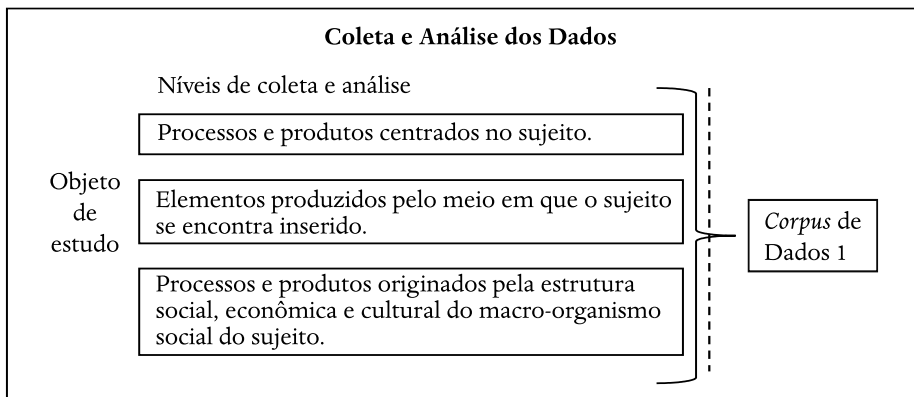 Coleta e Análise dos Dados
Níveis de coleta e análise
Processos e produtos centrados no sujeito.
Objeto
de
estudo
Elementos produzidos pelo meio em que o sujeito
se encontra inserido.
Processos e produtos originados pela estrutura
social, econômica e cultural do macro-organismo
social do sujeito.
Corpus de
Dados 1